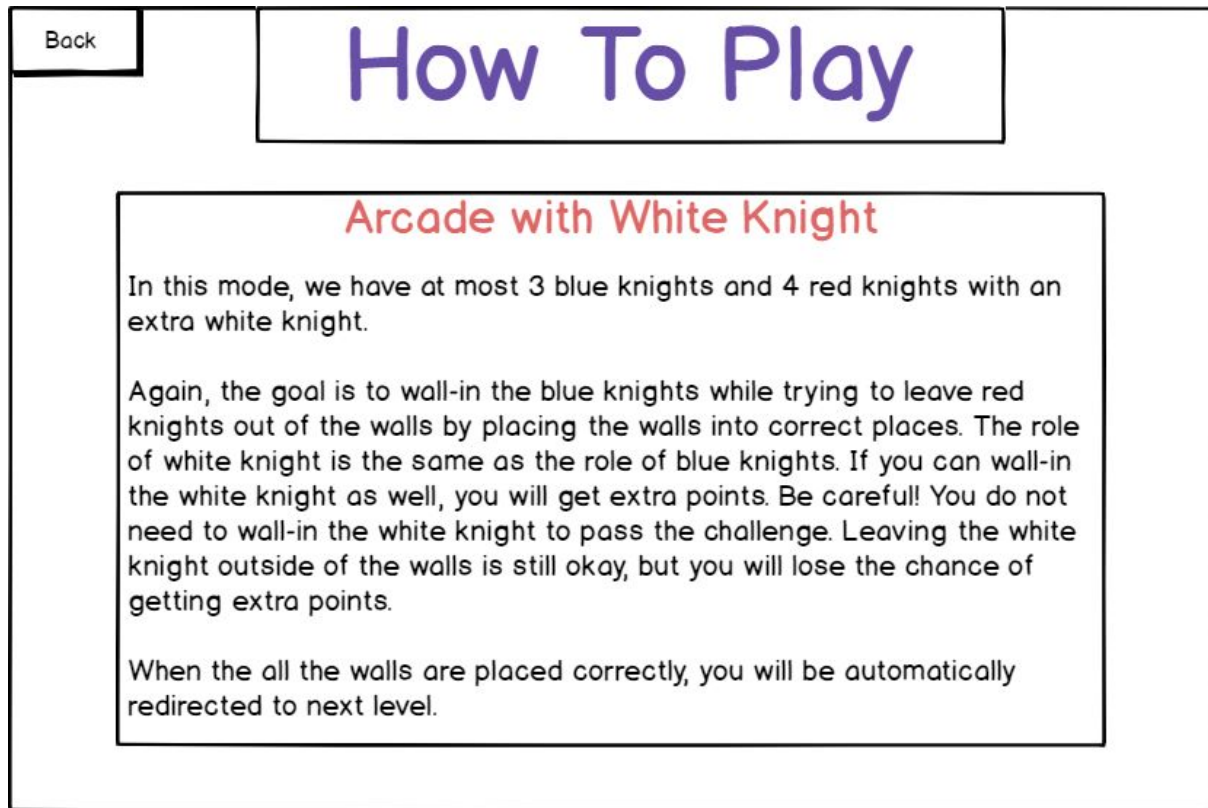 Back
How To Play
Arcade with White Knight
In this mode, we have at most 3 blue knights and 4 red knights with an
extra white knight.
Again, the goal is to wall-in the blue knights while trying to leave red
knights out of the walls by placing the walls into correct places. The role
of white knight is the same as the role of blue knights. If you can wall-in
the white knight as well, you will get extra points. Be careful! You do not
need to wall-in the white knight to pass the challenge. Leaving the white
knight outside of the walls is still okay, but you will lose the chance of
getting extra points.
When the all the walls are placed correctly, you will be automatically
redirected to next level.